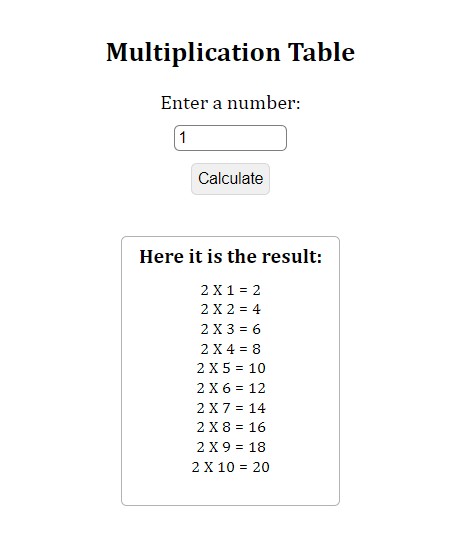 Multiplication Table
Enter a number:
1
Calculate
Here it is the result:
2 X 1 = 2
2 X 2 = 4
2 X 3 = 6
2 X 4 = 8
2 X 5 = 10
2 X 6 = 12
2 X 7 = 14
2 X 8 = 16
2 X 9 = 18
2 X 10 = 20